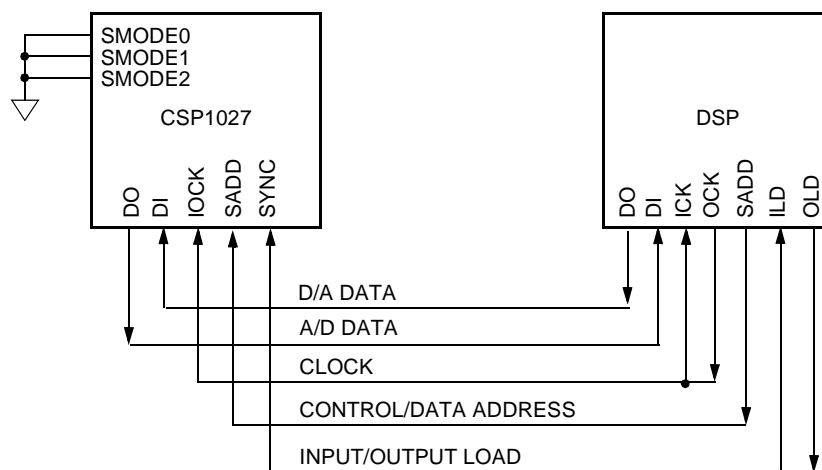 SMODE0
SMODE1
SMODE2
CSP1027
DSP
DO DI IOCK SADD SYNC
DO DI ICK OCK SADD ILD OLD
D/A DATA
A/D DATA
CLOCK
CONTROL/DATA ADDRESS
INPUT/OUTPUT LOAD